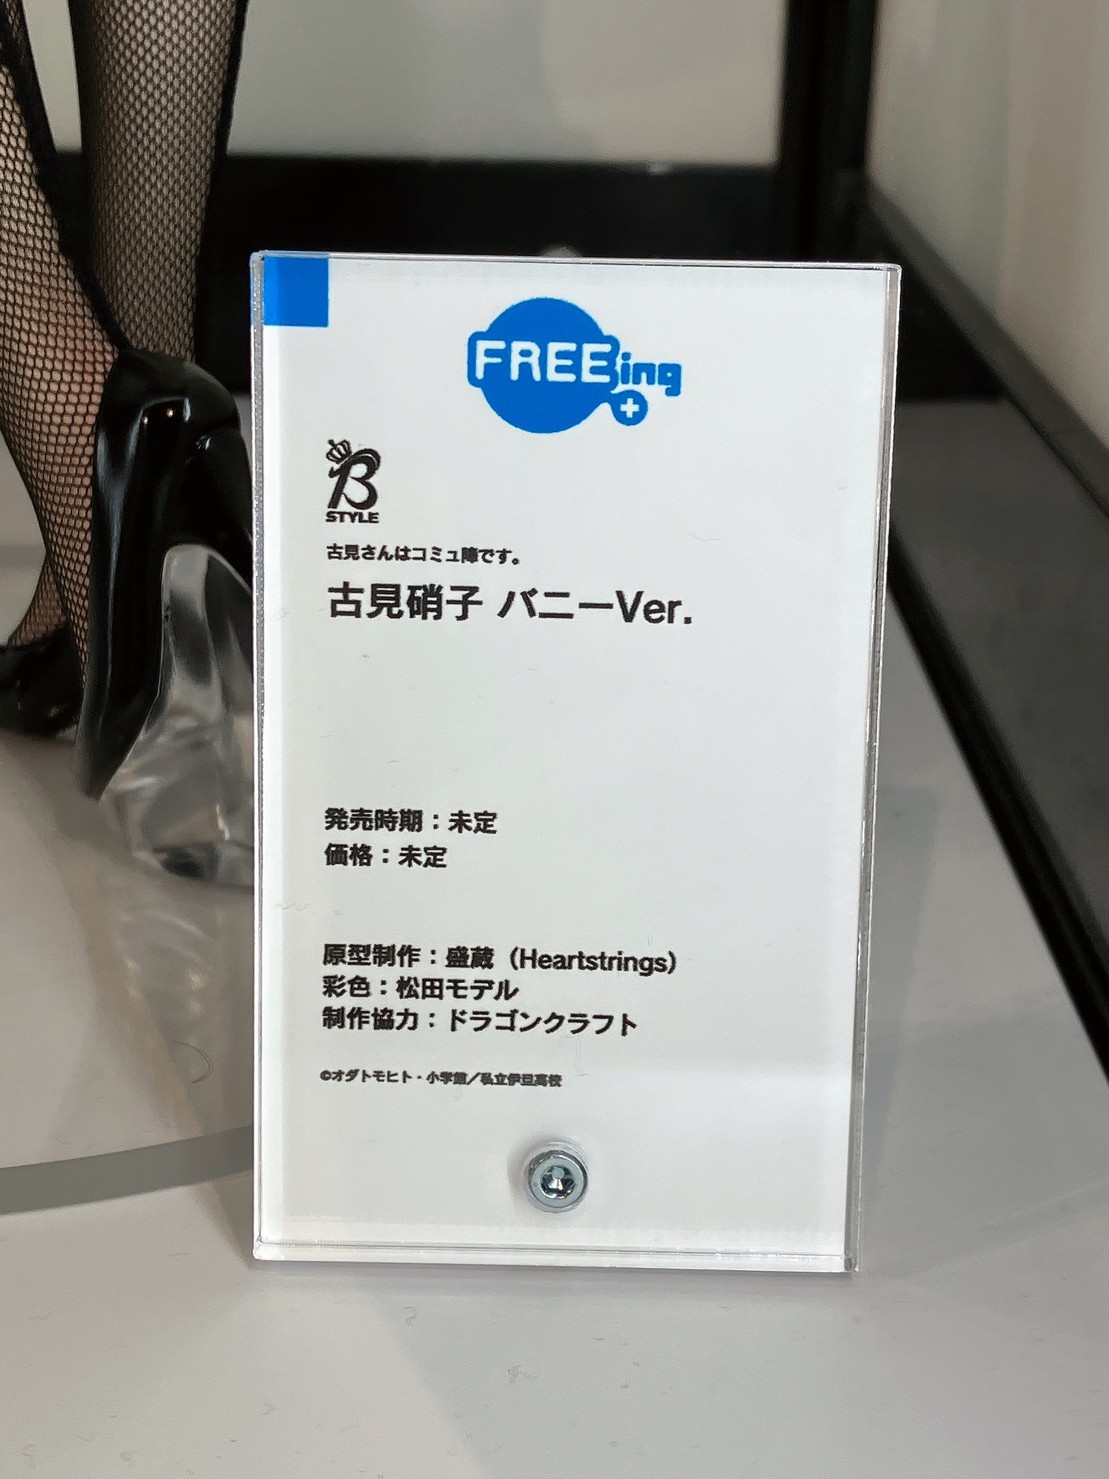 FREEing
B
STYLE
古見さんはコミュ障です。
古見硝子 バニーVer.
発売時期：未定
価格：未定
原型制作：盛蔵（Heartstrings）
彩色：松田モデル
制作協力：ドラゴンクラフト
©オダトモヒト・小学館／私立伊旦高校